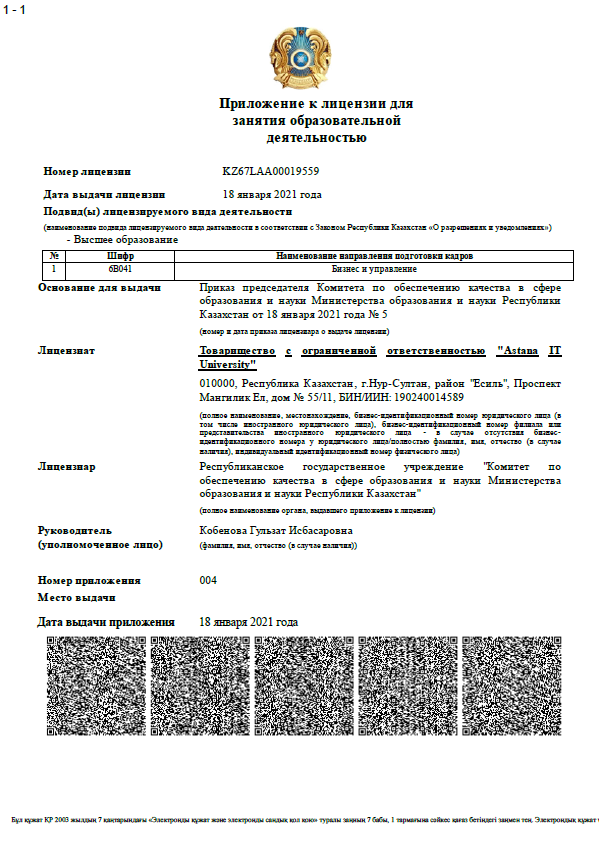 1 - 1
Приложение к лицензии для
занятия образовательной
деятельностью
Номер лицензии KZ67LAA00019559
Дата выдачи лицензии 18 января 2021 года
Подвид(ы) лицензируемого вида деятельности
(наименование подвида лицензируемого вида деятельности в соответствии с Законом Республики Казахстан «О разрешениях и уведомлениях»)
- Высшее образование
№ Шифр Наименование направления подготовки кадров
1 6B041 Бизнес и управление
Основание для выдачи Приказ председателя Комитета по обеспечению качества в сфере
образования и науки Министерства образования и науки Республики
Казахстан от 18 января 2021 года № 5
(номер и дата приказа лицензиара о выдаче лицензии)
Лицензиат Товарищество с ограниченной ответственностью "Astana IT
University"
010000, Республика Казахстан, г.Нур-Султан, район "Есиль", Проспект
Мангилик Ел, дом № 55/11, БИН/ИИН: 190240014589
(полное наименование, местонахождение, бизнес-идентификационный номер юридического лица (в
том числе иностранного юридического лица), бизнес-идентификационный номер филиала или
представительства иностранного юридического лица - в случае отсутствия бизнес-
идентификационного номера у юридического лица/полностью фамилия, имя, отчество (в случае
наличия), индивидуальный идентификационный номер физического лица)
Лицензиар Республиканское государственное учреждение "Комитет по
обеспечению качества в сфере образования и науки Министерства
образования и науки Республики Казахстан"
(полное наименование органа, выдавшего приложение к лицензии)
Руководитель Кобенова Гульзат Исбасаровна
(уполномоченное лицо) (фамилия, имя, отчество (в случае наличия))
Номер приложения 004
Место выдачи
Дата выдачи приложения 18 января 2021 года
Бұл құжат ҚР 2003 жылдың 7 қаңтарындағы «Электронды құжат және электронды сандық қол қою» туралы заңның 7 бабы, 1 тармағына сәйкес қағаз бетіндегі заңмен тең. Электрондық құжат